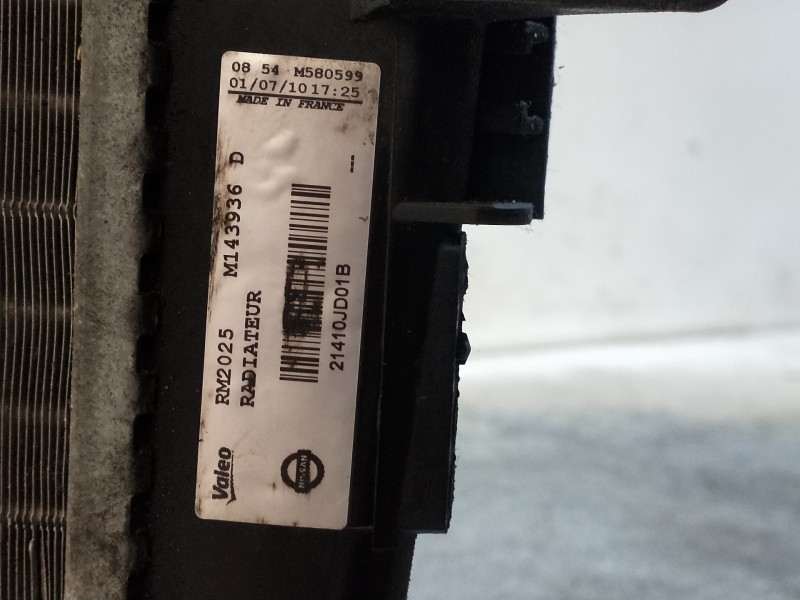 08 54 M580599
01/07/10 17:25
MADE IN FRANCE
Valeo RM2025 M143936 D
RADIATEUR
21410JD01B ---
NISSAN